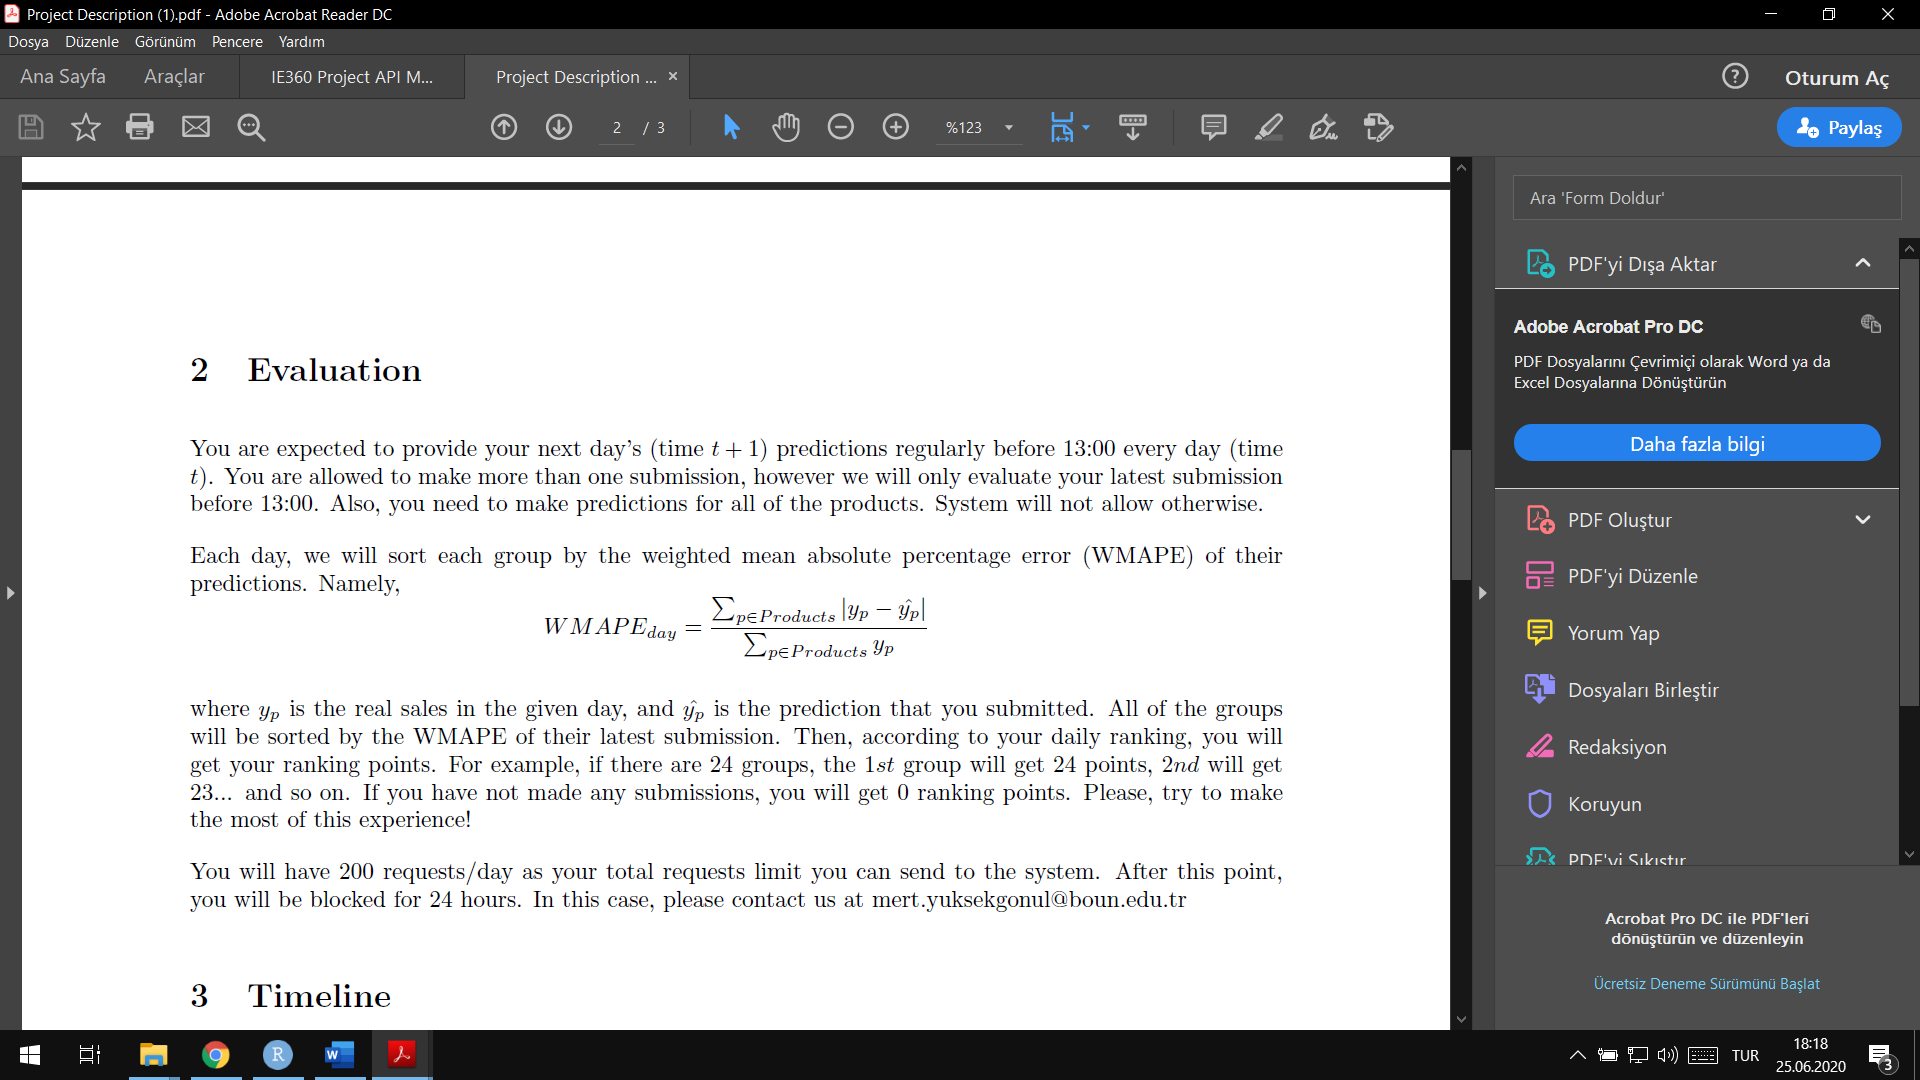 Project Description (1).pdf - Adobe Acrobat Reader DC
Dosya Düzenle Görünüm Pencere Yardım
Ana Sayfa Araçlar IE360 Project API M... Project Description ... × Oturum Aç
2 / 3 %123 Paylaş
2 Evaluation
You are expected to provide your next day's (time t + 1) predictions regularly before 13:00 every day (time
t). You are allowed to make more than one submission, however we will only evaluate your latest submission
before 13:00. Also, you need to make predictions for all of the products. System will not allow otherwise.
Each day, we will sort each group by the weighted mean absolute percentage error (WMAPE) of their
predictions. Namely,
WMAPE_day = ∑_{p∈Products} |y_p − ŷ_p| / ∑_{p∈Products} y_p
where y_p is the real sales in the given day, and ŷ_p is the prediction that you submitted. All of the groups
will be sorted by the WMAPE of their latest submission. Then, according to your daily ranking, you will
get your ranking points. For example, if there are 24 groups, the 1st group will get 24 points, 2nd will get
23... and so on. If you have not made any submissions, you will get 0 ranking points. Please, try to make
the most of this experience!
You will have 200 requests/day as your total requests limit you can send to the system. After this point,
you will be blocked for 24 hours. In this case, please contact us at mert.yuksekgonul@boun.edu.tr
3 Timeline
Ara 'Form Doldur'
PDF'yi Dışa Aktar
Adobe Acrobat Pro DC
PDF Dosyalarını Çevrimiçi olarak Word ya da
Excel Dosyalarına Dönüştürün
Daha fazla bilgi
PDF Oluştur
PDF'yi Düzenle
Yorum Yap
Dosyaları Birleştir
Redaksiyon
Koruyun
PDF'yi Sıkıştır
Acrobat Pro DC ile PDF'leri
dönüştürün ve düzenleyin
Ücretsiz Deneme Sürümünü Başlat
TUR
18:18
25.06.2020
3